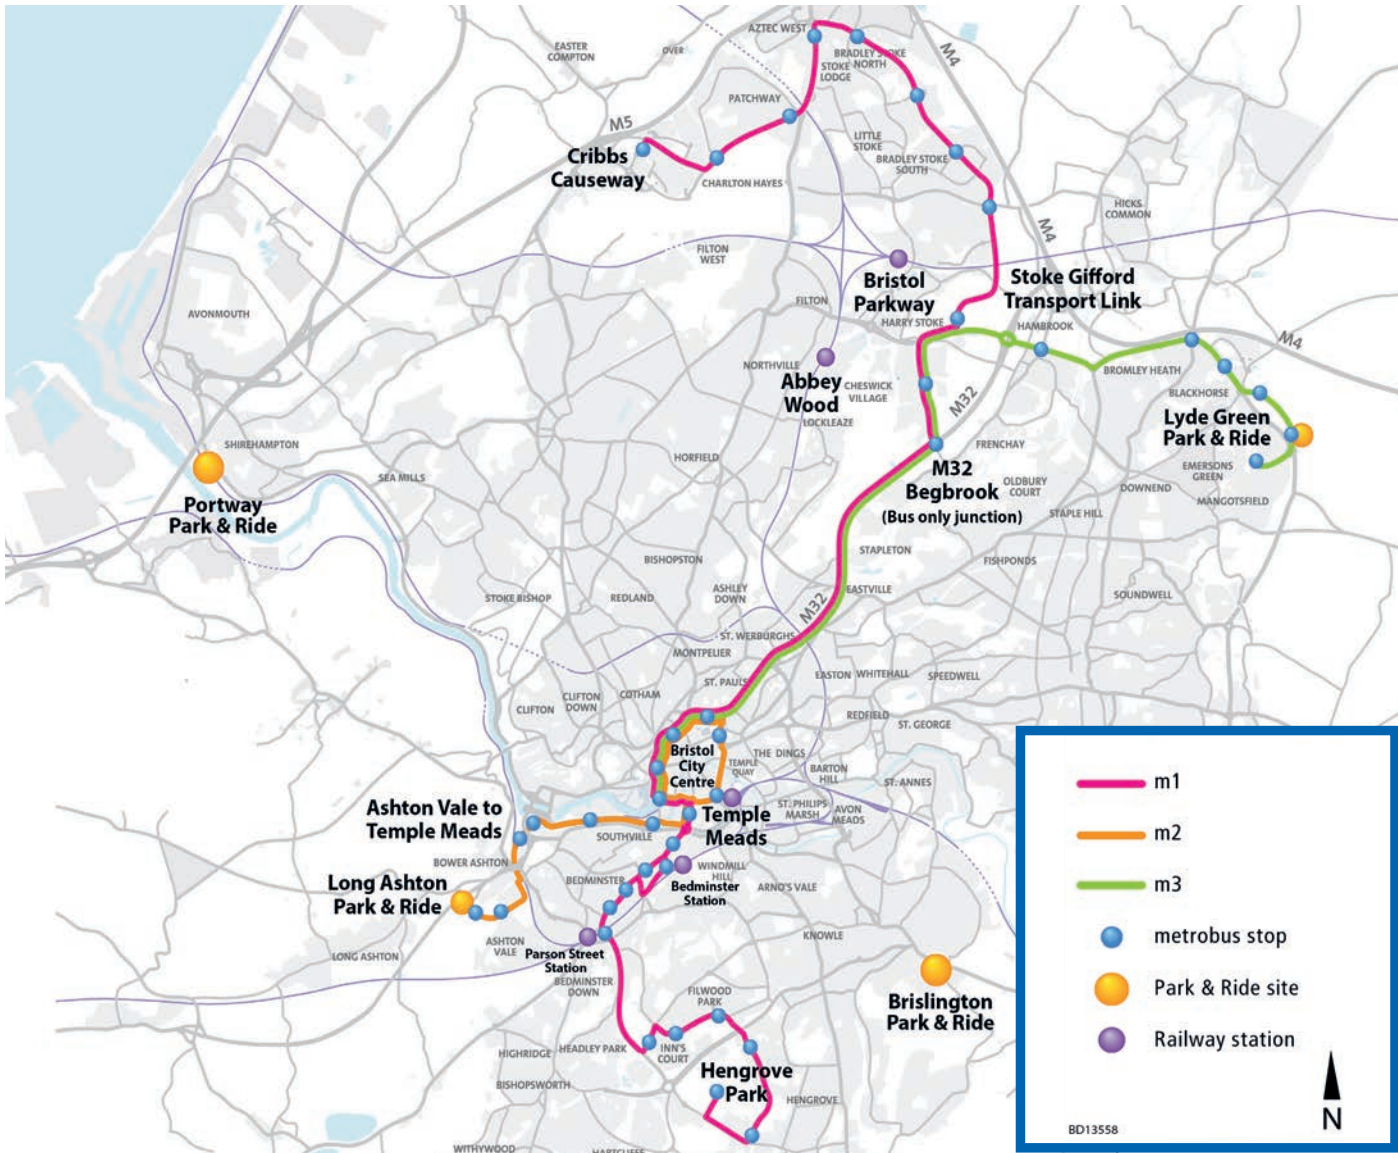 AZTEC WEST
EASTER
COMPTON
OVER
BRADLEY STOKE
NORTH
M4
STOKE
LODGE
PATCHWAY
M5
LITTLE
STOKE
Cribbs
Causeway
BRADLEY STOKE
SOUTH
CHARLTON HAYES
HICKS
COMMON
M4
FILTON
WEST
Bristol
Parkway
Stoke Gifford
Transport Link
FILTON
AVONMOUTH
HARRY STOKE
HAMBROOK
M4
NORTHVILLE
BROMLEY HEATH
Abbey
Wood
CHESWICK
VILLAGE
M32
BLACKHORSE
LOCKLEAZE
Lyde Green
Park & Ride
SHIREHAMPTON
FRENCHAY
HORFIELD
SEA MILLS
M32
Begbrook
(Bus only junction)
EMERSONS
GREEN
OLDBURY
COURT
DOWNEND
MANGOTSFIELD
Portway
Park & Ride
STAPLE HILL
STAPLETON
BISHOPSTON
FISHPONDS
ASHLEY
DOWN
EASTVILLE
STOKE BISHOP
REDLAND
SOUNDWELL
M32
ST. WERBURGHS
MONTPELIER
EASTON
WHITEHALL
SPEEDWELL
ST. PAULS
COTHAM
CLIFTON
DOWN
CLIFTON
REDFIELD
ST. GEORGE
Bristol
City
Centre
THE DINGS
TEMPLE
QUAY
BARTON
HILL
ST. ANNES
Ashton Vale to
Temple Meads
Temple
Meads
ST. PHILIPS
MARSH
AVON
MEADS
SOUTHVILLE
BOWER ASHTON
WINDMILL
HILL
Long Ashton
Park & Ride
BEDMINSTER
Bedminster
Station
ARNO'S VALE
KNOWLE
ASHTON
VALE
LONG ASHTON
Parson Street
Station
BEDMINSTER
DOWN
FILWOOD
PARK
Brislington
Park & Ride
HIGHRIDGE
HEADLEY PARK
INN'S
COURT
Hengrove
Park
BISHOPSWORTH
HENGROVE
WITHYWOOD
HARTCLIFFE
m1
m2
m3
metrobus stop
Park & Ride site
Railway station
N
BD13558